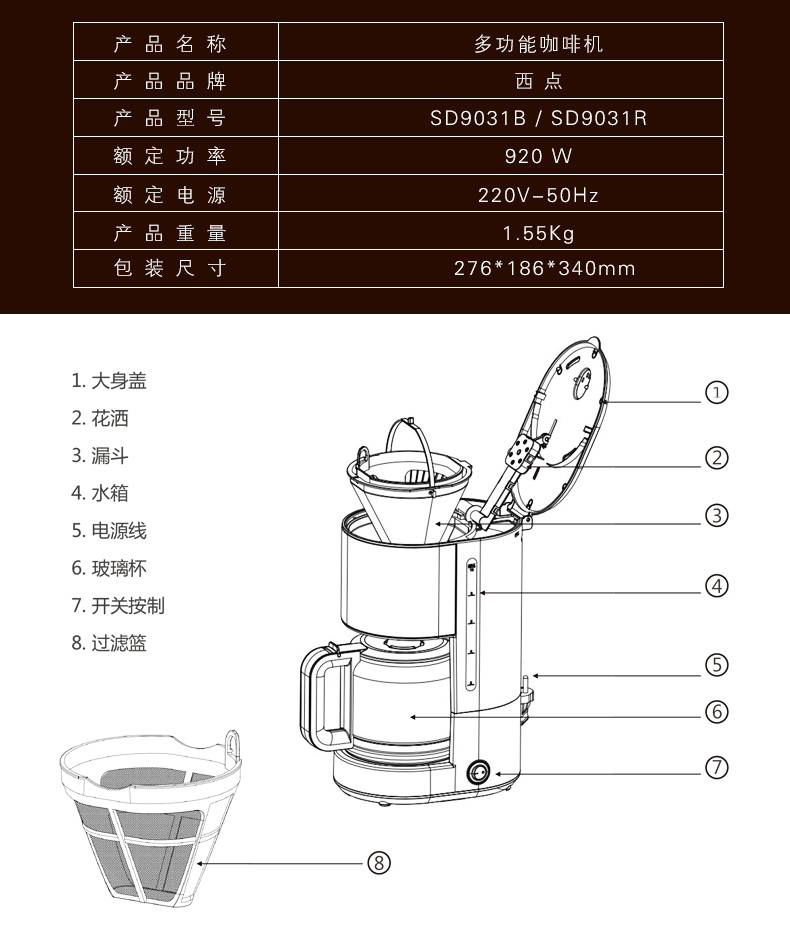 产品名称 多功能咖啡机
产品品牌 西点
产品型号 SD9031B / SD9031R
额定功率 920 W
额定电源 220V-50Hz
产品重量 1.55Kg
包装尺寸 276*186*340mm
1. 大身盖
2. 花洒
3. 漏斗
4. 水箱
5. 电源线
6. 玻璃杯
7. 开关按制
8. 过滤篮
①
②
③
④
⑤
⑥
⑦
⑧